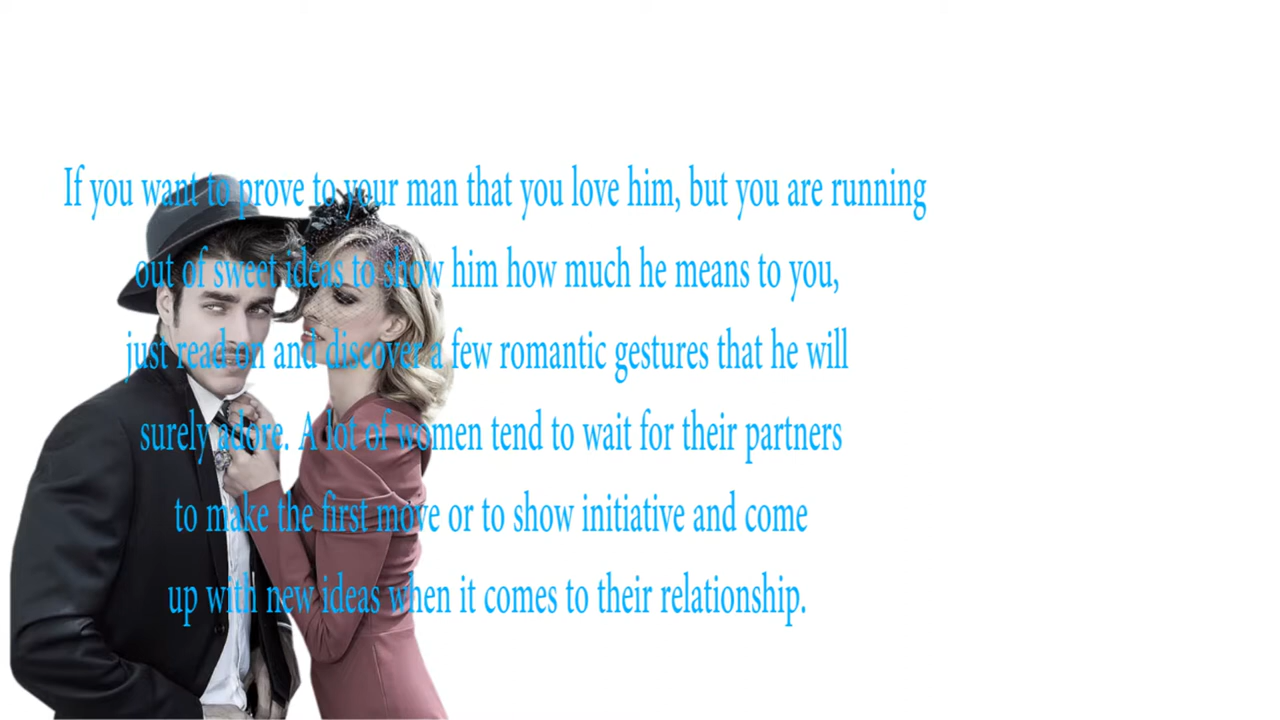 If you want to prove to your man that you love him, but you are running
out of sweet ideas to show him how much he means to you,
just read on and discover a few romantic gestures that he will
surely adore. A lot of women tend to wait for their partners
to make the first move or to show initiative and come
up with new ideas when it comes to their relationship.